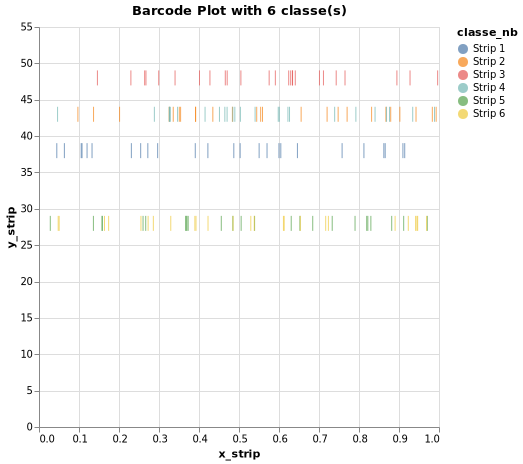 Barcode Plot with 6 classe(s)
classe_nb
Strip 1
Strip 2
Strip 3
Strip 4
Strip 5
Strip 6
y_strip
55
50
45
40
35
30
25
20
15
10
5
0
0.0 0.1 0.2 0.3 0.4 0.5 0.6 0.7 0.8 0.9 1.0
x_strip